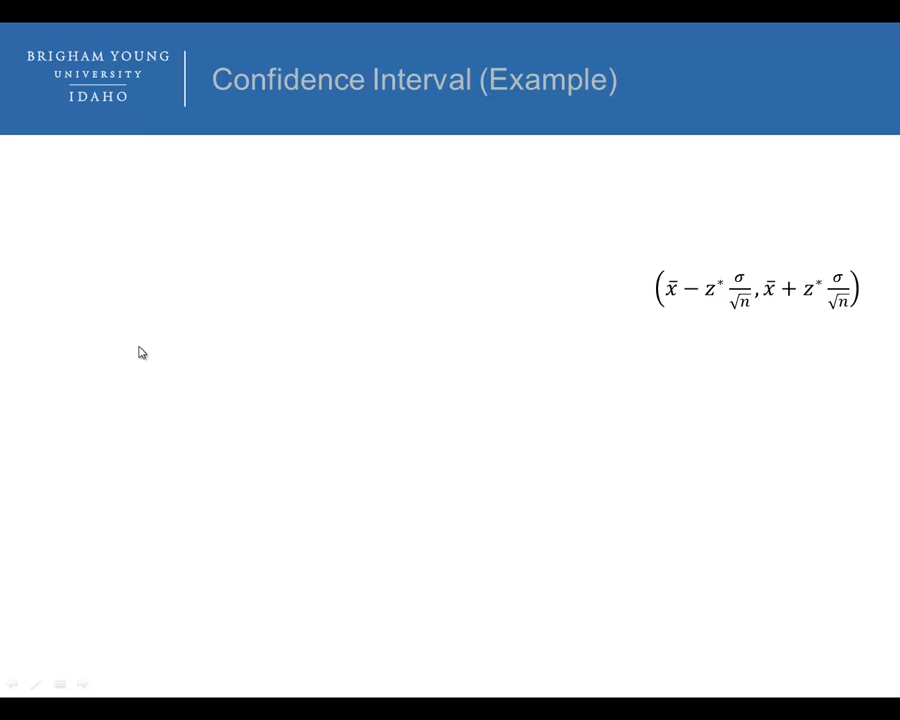 BRIGHAM YOUNG
UNIVERSITY
IDAHO
Confidence Interval (Example)
(x̄ − z* σ/√n, x̄ + z* σ/√n)